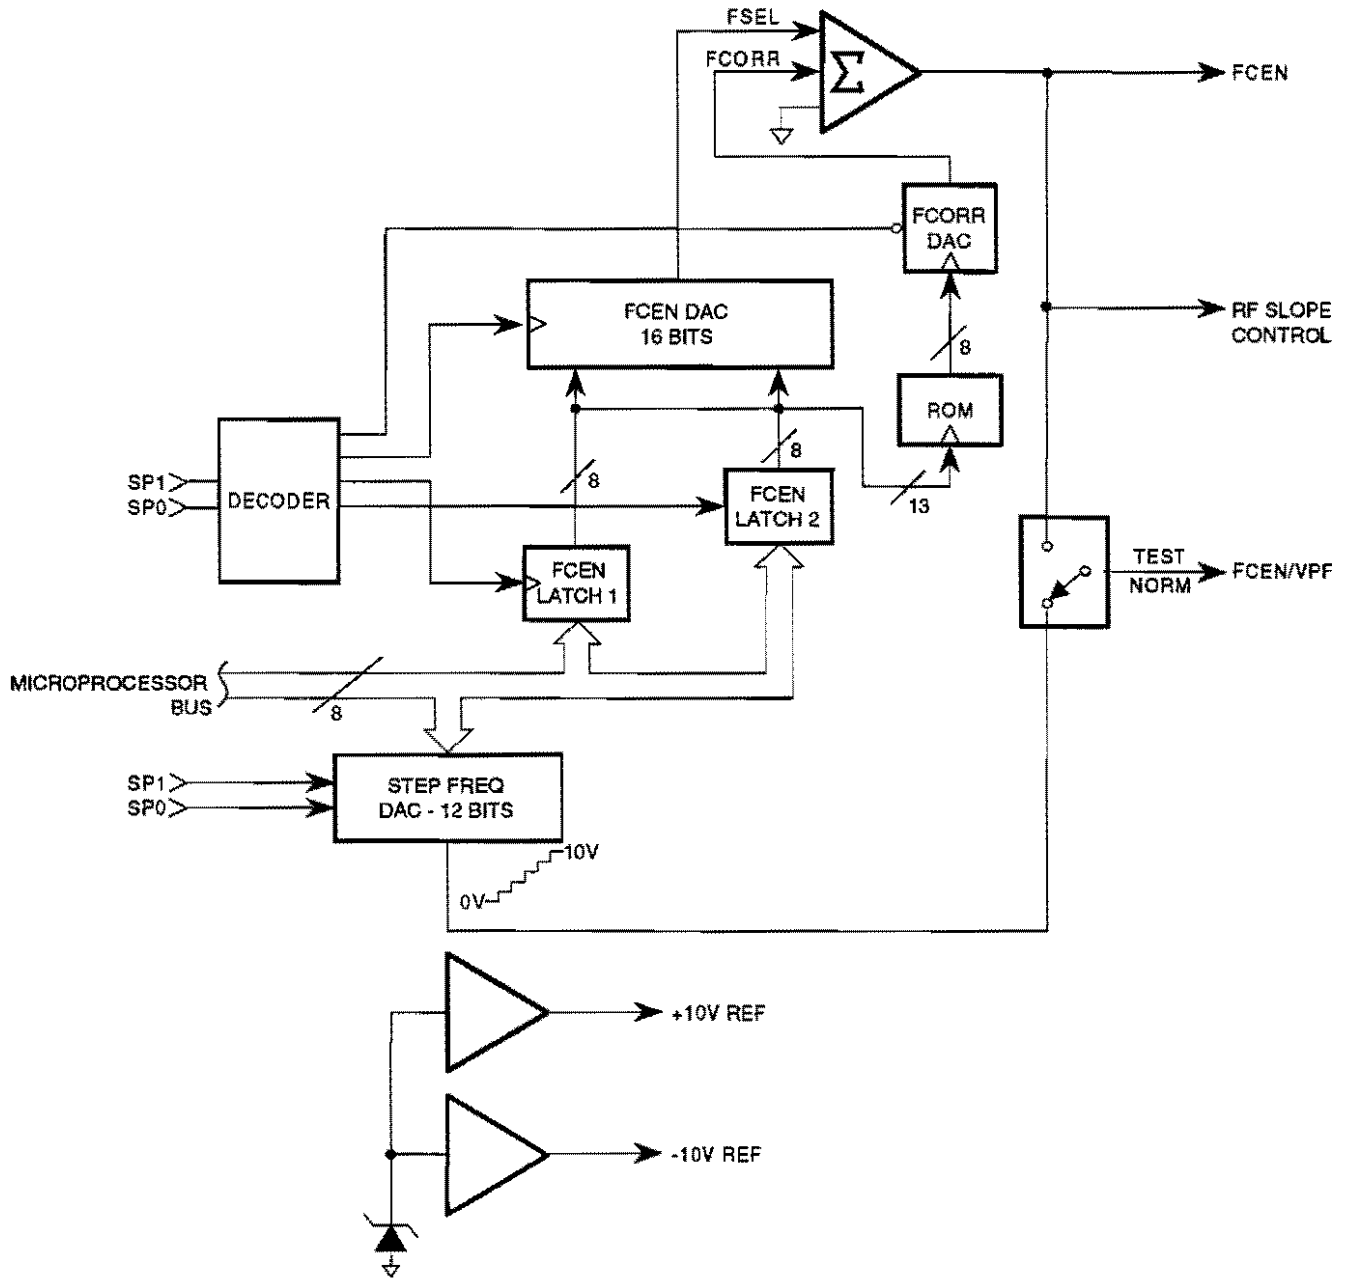 FSEL
FCORR
Σ
FCEN
FCORR
DAC
FCEN DAC
16 BITS
RF SLOPE
CONTROL
8
ROM
8
8
13
SP1
SP0
DECODER
FCEN
LATCH 2
FCEN
LATCH 1
TEST
NORM
FCEN/VPF
MICROPROCESSOR
BUS
8
SP1
SP0
STEP FREQ
DAC - 12 BITS
10V
0V
+10V REF
-10V REF